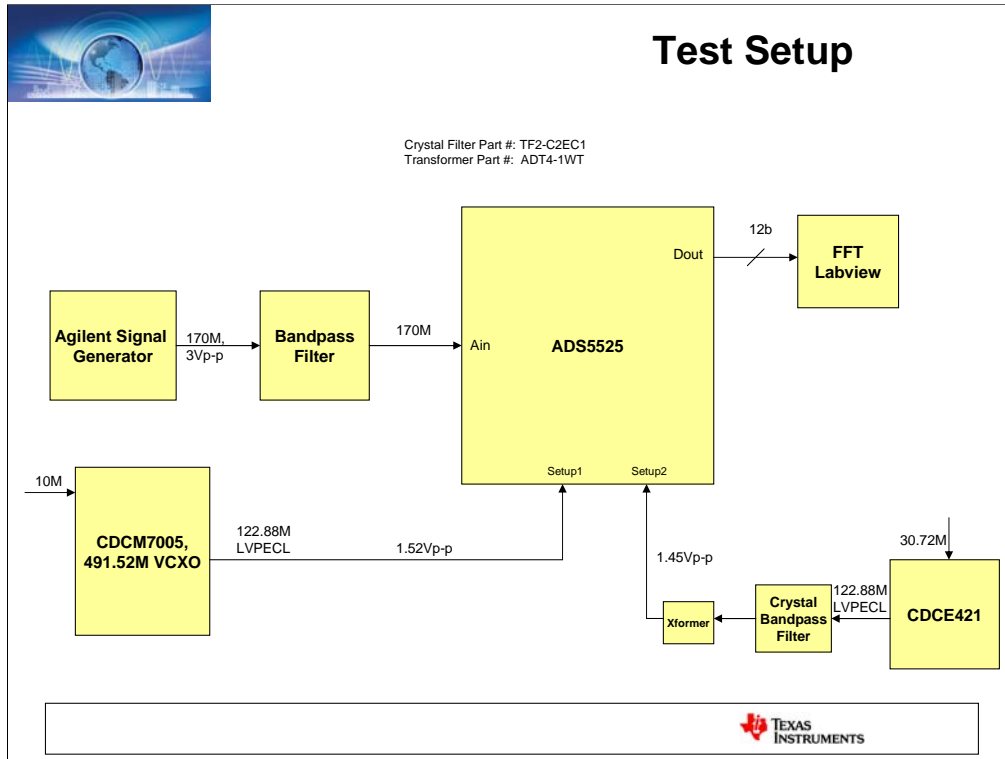 Test Setup
Crystal Filter Part #: TF2-C2EC1
Transformer Part #: ADT4-1WT
12b
Dout
FFT
Labview
Agilent Signal
Generator
170M,
3Vp-p
Bandpass
Filter
170M
Ain
ADS5525
Setup1
Setup2
10M
CDCM7005,
491.52M VCXO
122.88M
LVPECL
1.52Vp-p
1.45Vp-p
30.72M
Xformer
Crystal
Bandpass
Filter
122.88M
LVPECL
CDCE421
TEXAS
INSTRUMENTS